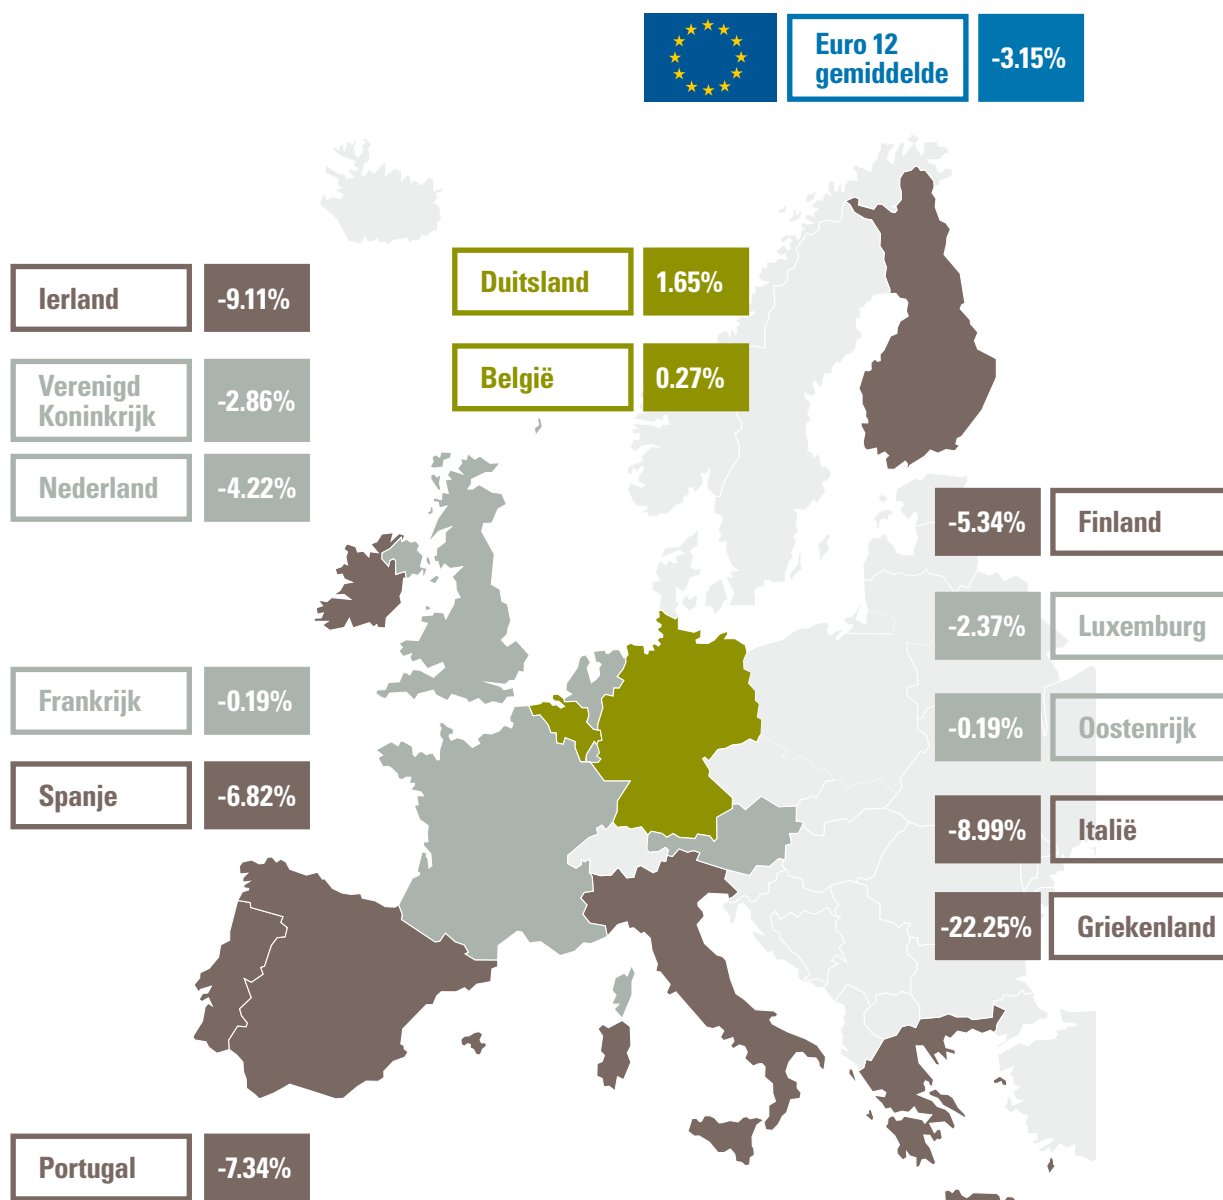 Euro 12
gemiddelde
-3.15%
Ierland
-9.11%
Duitsland
1.65%
Verenigd
Koninkrijk
-2.86%
België
0.27%
Nederland
-4.22%
-5.34%
Finland
-2.37%
Luxemburg
Frankrijk
-0.19%
-0.19%
Oostenrijk
Spanje
-6.82%
-8.99%
Italië
-22.25%
Griekenland
Portugal
-7.34%